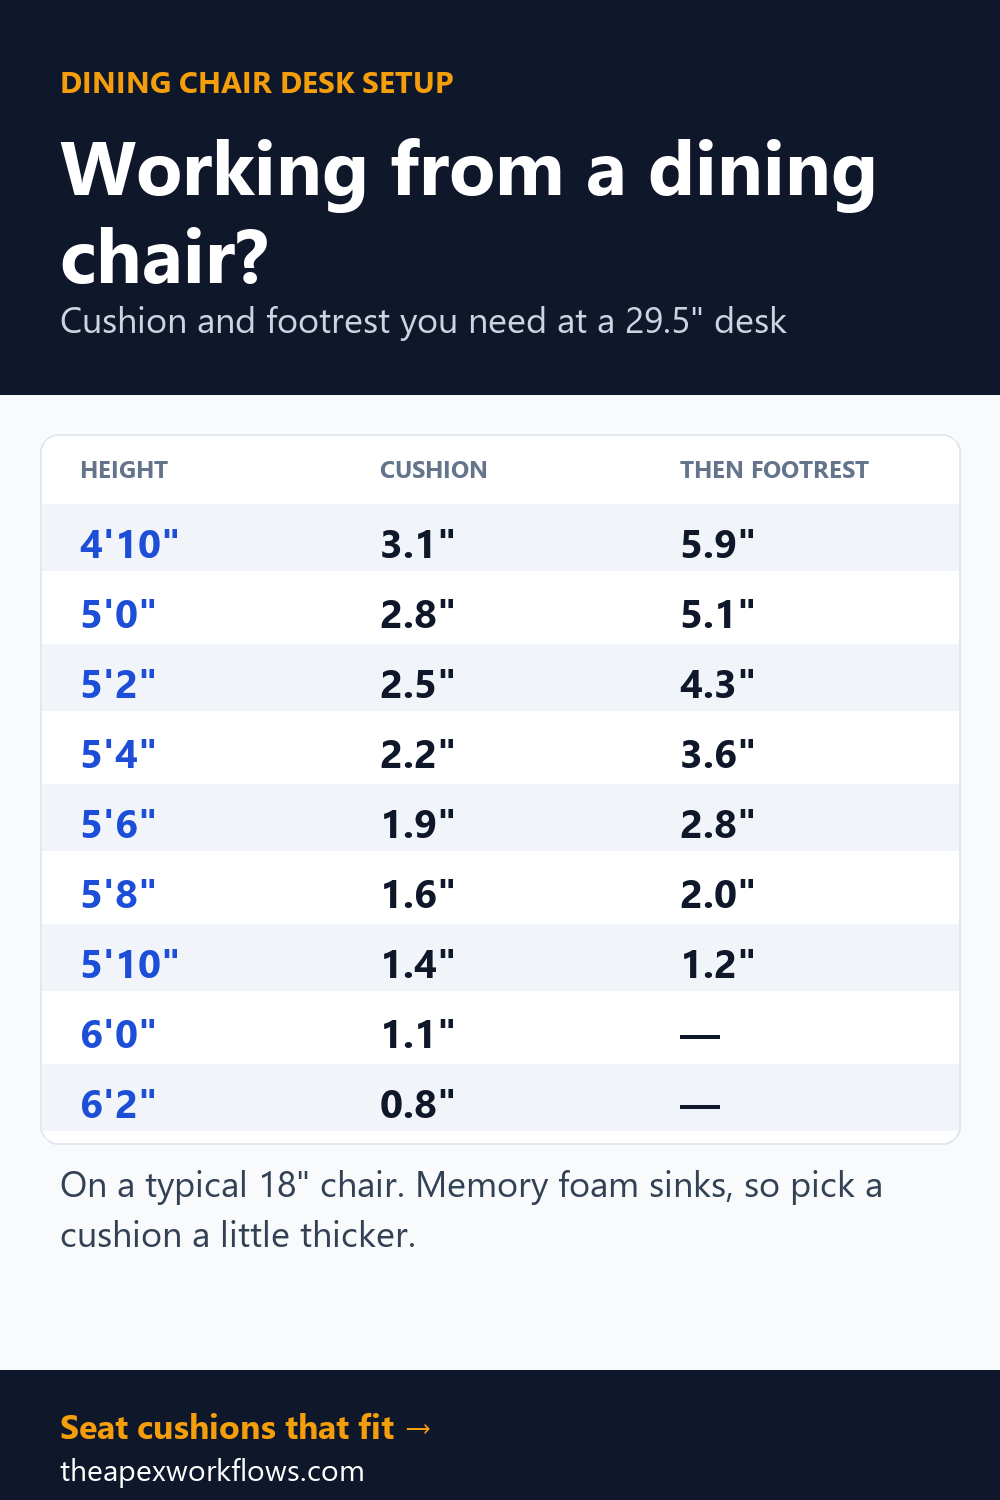 DINING CHAIR DESK SETUP
Working from a dining
chair?
Cushion and footrest you need at a 29.5" desk
HEIGHT CUSHION THEN FOOTREST
4'10" 3.1" 5.9"
5'0" 2.8" 5.1"
5'2" 2.5" 4.3"
5'4" 2.2" 3.6"
5'6" 1.9" 2.8"
5'8" 1.6" 2.0"
5'10" 1.4" 1.2"
6'0" 1.1" —
6'2" 0.8" —
On a typical 18" chair. Memory foam sinks, so pick a
cushion a little thicker.
Seat cushions that fit →
theapexworkflows.com